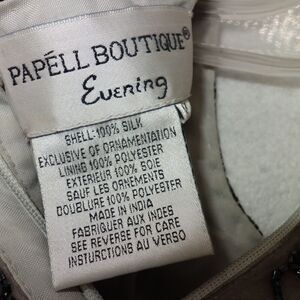 PAPÉLL BOUTIQUE®
Evening
SHELL-100% SILK
EXCLUSIVE OF ORNAMENTATION
LINING 100% POLYESTER
EXTERIEUR 100% SOIE
SAUF LES ORNEMENTS
DOUBLURE 100% POLYESTER
MADE IN INDIA
FABRIQUER AUX INDES
SEE REVERSE FOR CARE
INSTURCTIONS AU VERSO